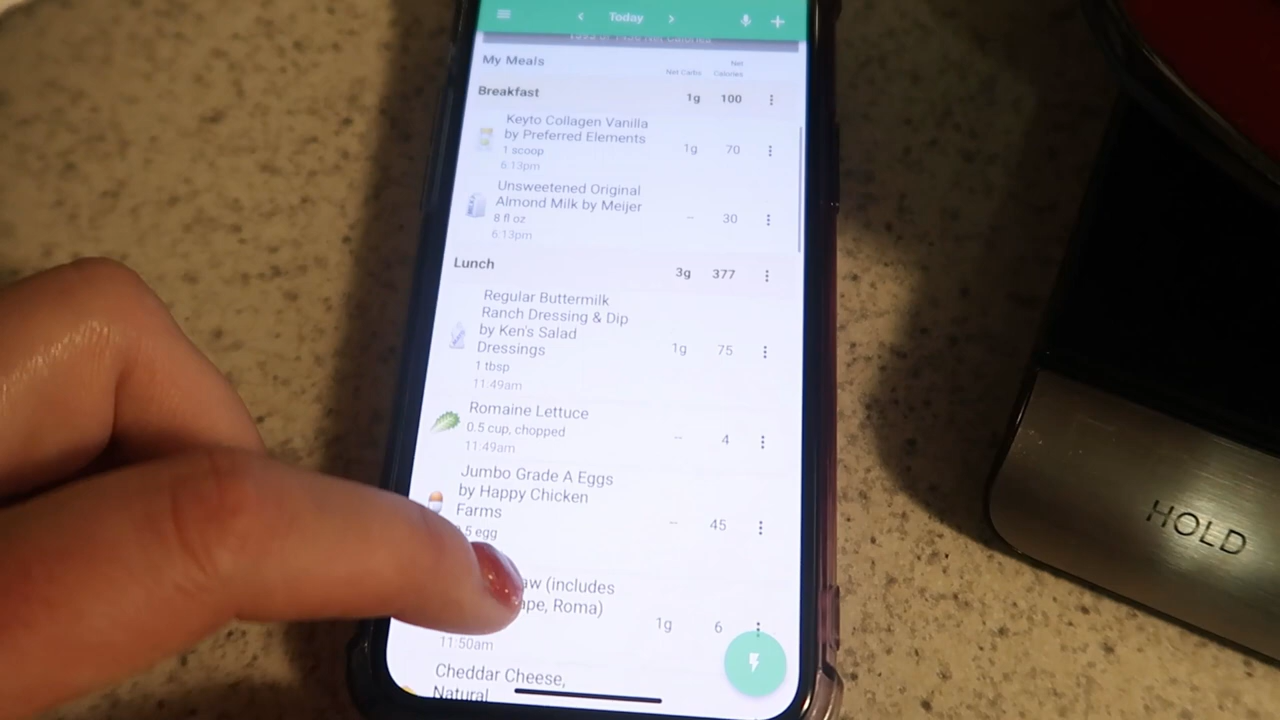 Today
My Meals
Net Carbs
Net
Calories
Breakfast
1g
100
Keyto Collagen Vanilla
by Preferred Elements
1 scoop
6:13pm
1g
70
Unsweetened Original
Almond Milk by Meijer
8 fl oz
6:13pm
--
30
Lunch
3g
377
Regular Buttermilk
Ranch Dressing & Dip
by Ken's Salad
Dressings
1 tbsp
11:49am
1g
75
Romaine Lettuce
0.5 cup, chopped
11:49am
--
4
Jumbo Grade A Eggs
by Happy Chicken
Farms
.5 egg
--
45
aw (includes
ape, Roma)
11:50am
1g
6
Cheddar Cheese,
Natural
HOLD